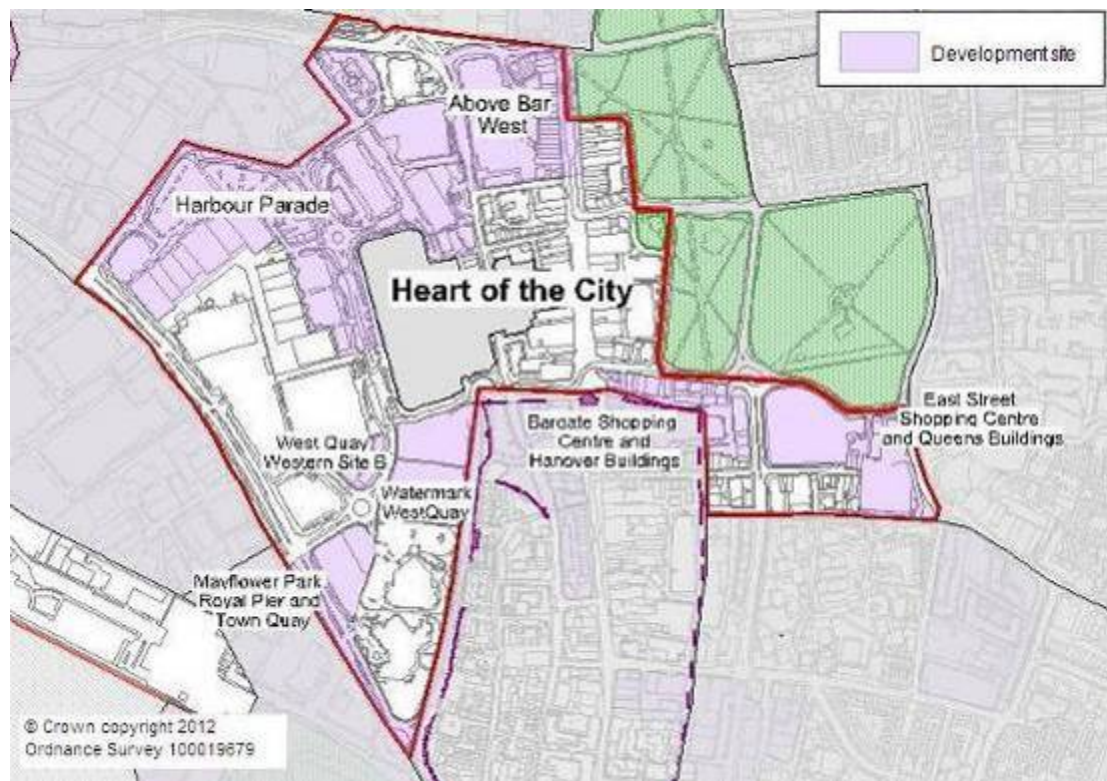 Development site
Above Bar
West
Harbour Parade
Heart of the City
East Street
Shopping Centre
and Queens Buildings
Bargate Shopping
Centre and
Hanover Buildings
West Quay
Western Site B
Watermark
WestQuay
Mayflower Park
Royal Pier and
Town Quay
© Crown copyright 2012
Ordnance Survey 100019679